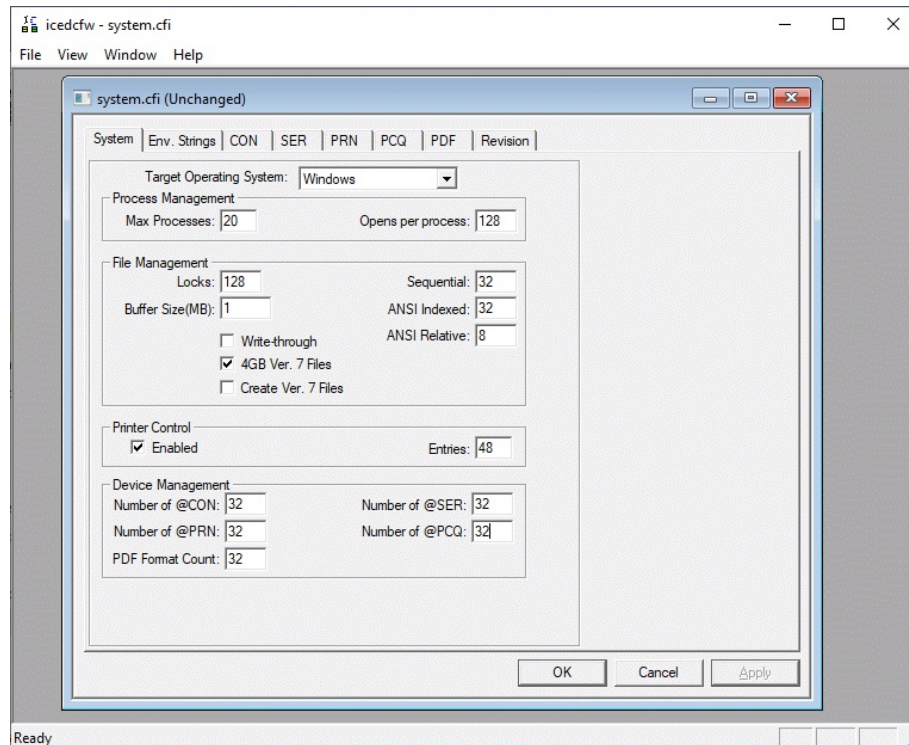 icedcfw - system.cfi
File View Window Help
system.cfi (Unchanged)
System Env. Strings CON SER PRN PCQ PDF Revision
Target Operating System: Windows
Process Management
Max Processes: 20 Opens per process: 128
File Management
Locks: 128 Sequential: 32
Buffer Size(MB): 1 ANSI Indexed: 32
ANSI Relative: 8
Write-through
4GB Ver. 7 Files
Create Ver. 7 Files
Printer Control
Enabled Entries: 48
Device Management
Number of @CON: 32 Number of @SER: 32
Number of @PRN: 32 Number of @PCQ: 32
PDF Format Count: 32
OK Cancel Apply
Ready